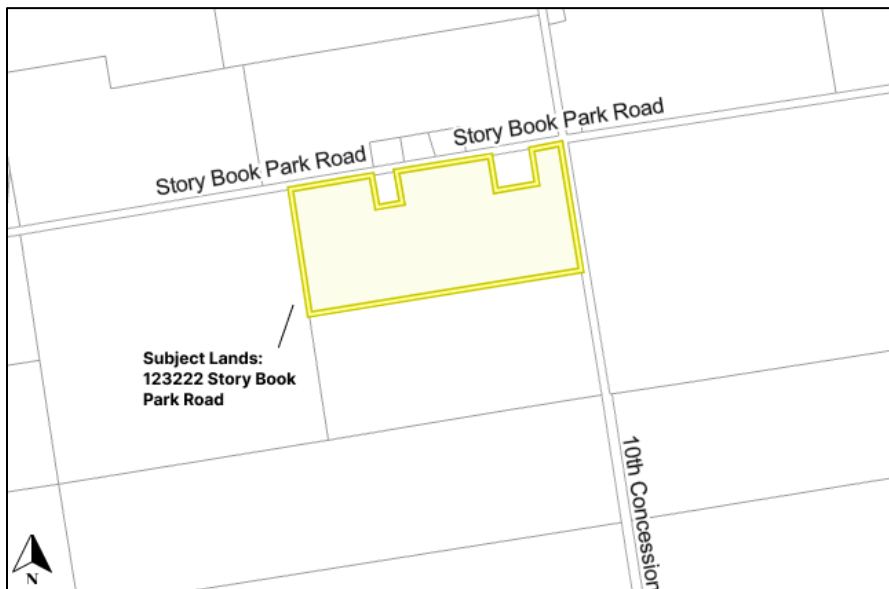 Story Book Park Road
Story Book Park Road
Subject Lands:
123222 Story Book
Park Road
10th Concession
N